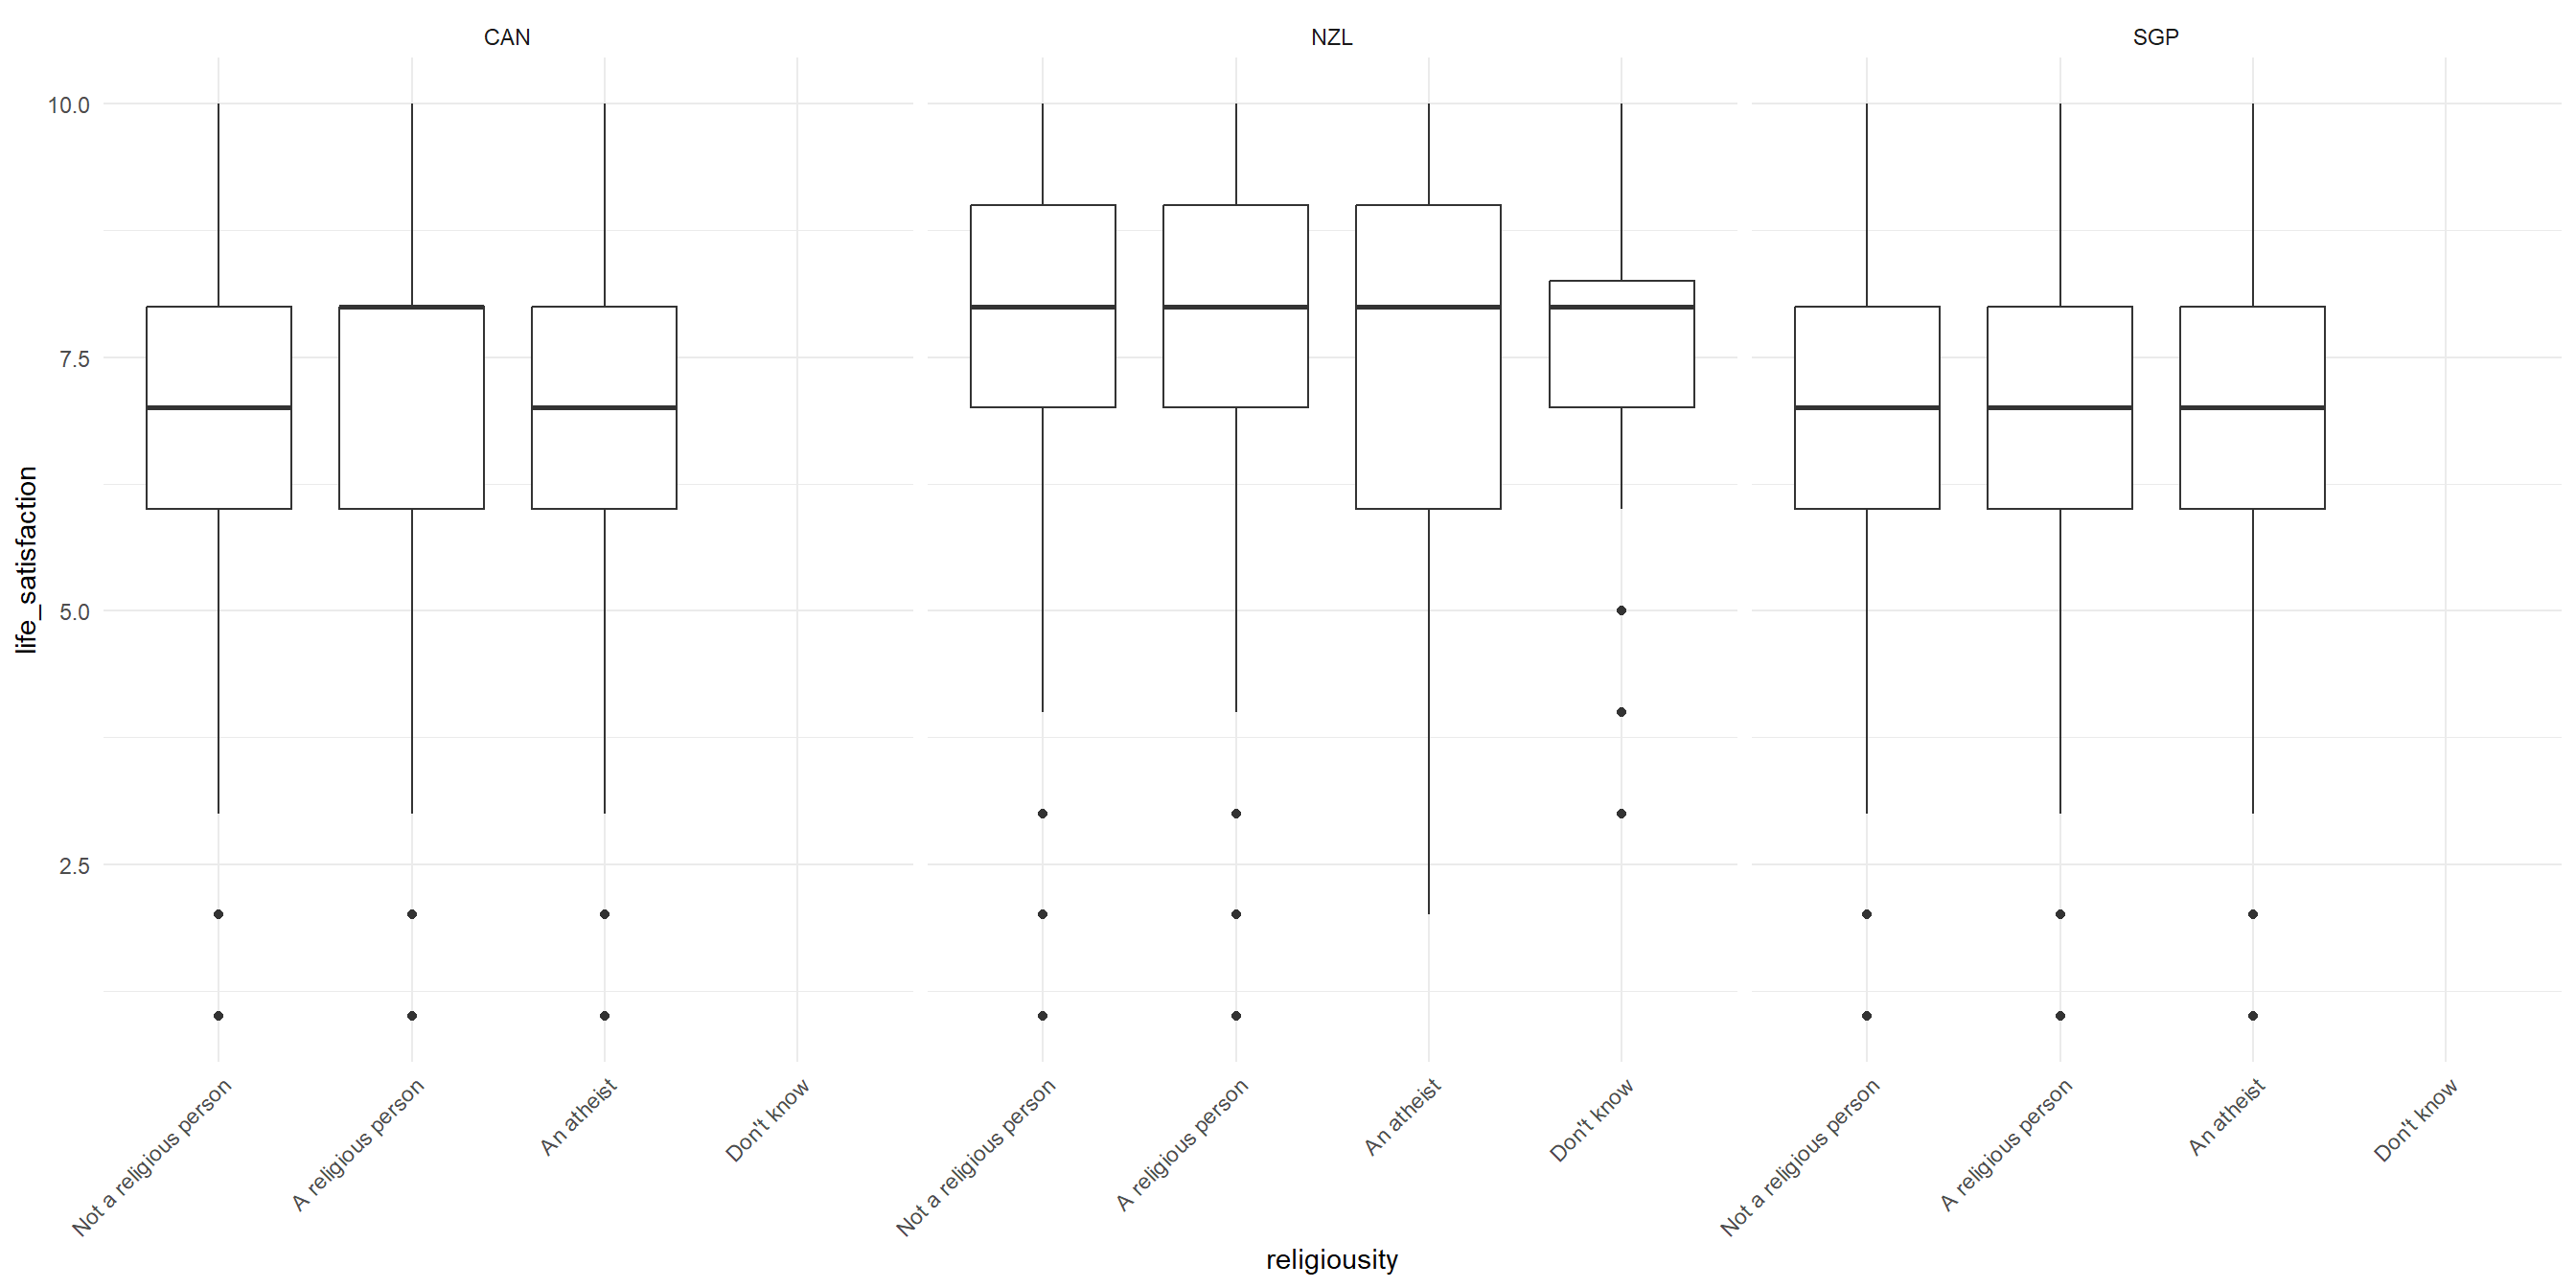 CAN
NZL
SGP
life_satisfaction
10.0
7.5
5.0
2.5
Not a religious person
A religious person
An atheist
Don't know
Not a religious person
A religious person
An atheist
Don't know
Not a religious person
A religious person
An atheist
Don't know
religiousity